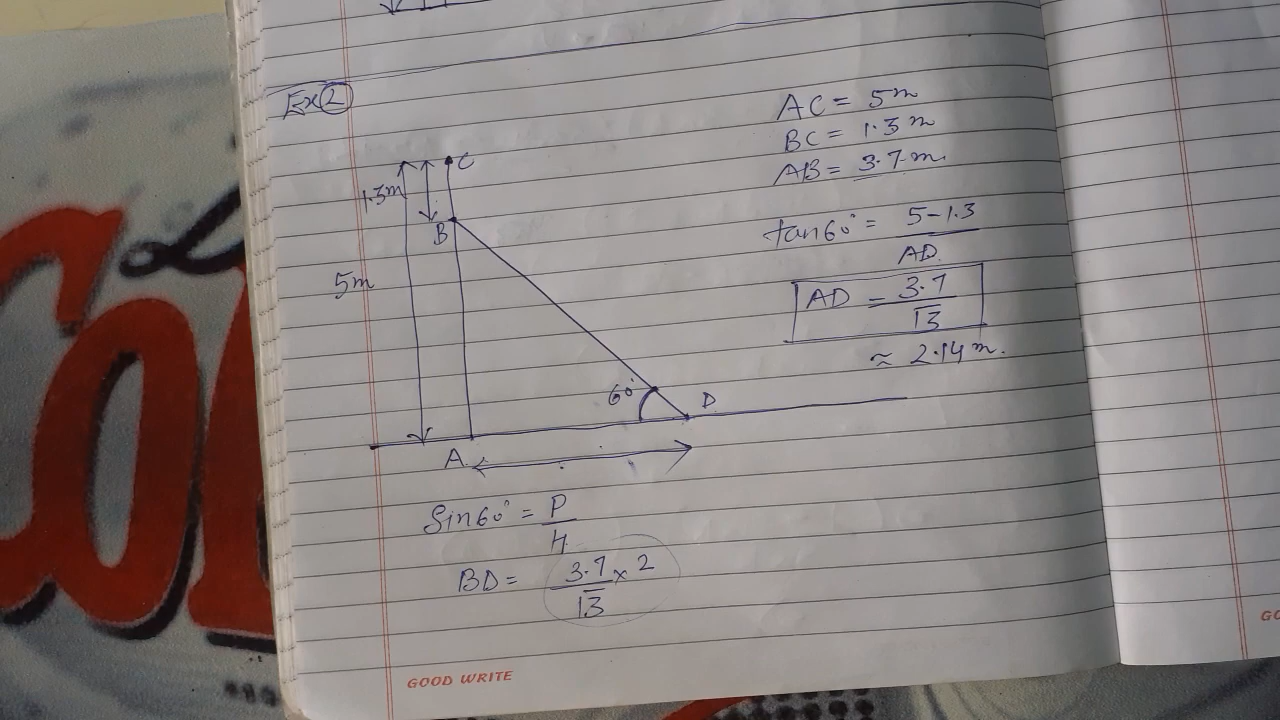 Ex 2
C
1.3m
B
5m
60°
D
A
AC = 5m
BC = 1.3m
AB = 3.7m.
tan60° = 5-1.3
AD.
AD = 3.7
√3
≈ 2.14m.
Sin60° = P
H
BD = 3.7 × 2
√3
GOOD WRITE
GO